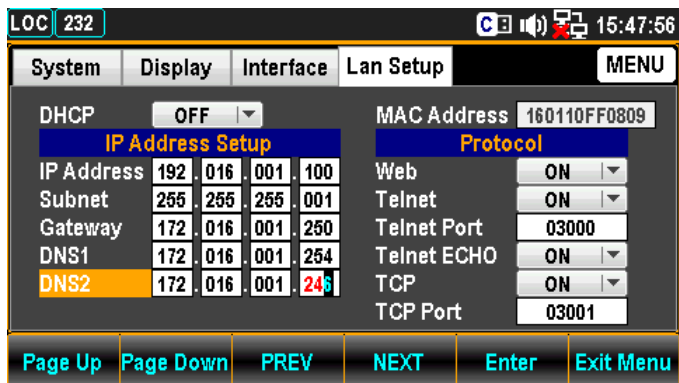 LOC 232 C 15:47:56
System Display Interface Lan Setup MENU
DHCP OFF MAC Address 160110FF0809
IP Address Setup Protocol
IP Address 192 . 016 . 001 . 100 Web ON
Subnet 255 . 255 . 255 . 001 Telnet ON
Gateway 172 . 016 . 001 . 250 Telnet Port 03000
DNS1 172 . 016 . 001 . 254 Telnet ECHO ON
DNS2 172 . 016 . 001 . 246 TCP ON
TCP Port 03001
Page Up Page Down PREV NEXT Enter Exit Menu